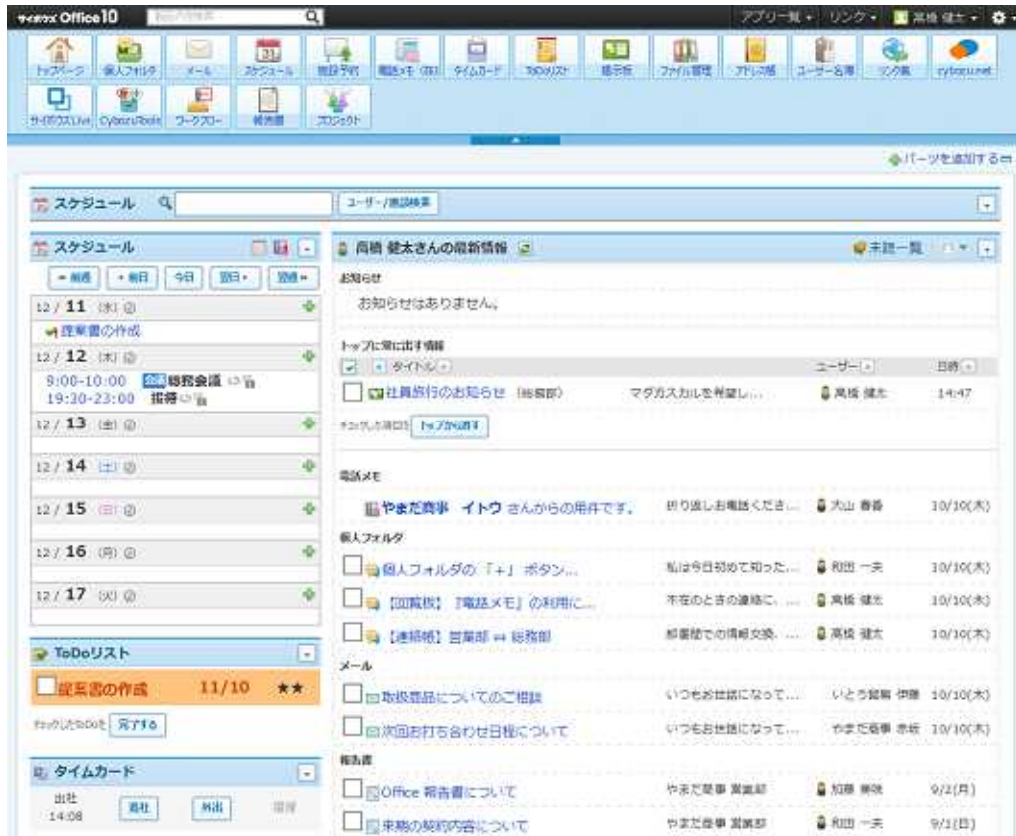 サイボウズ Office10
アプリ一覧 リンク 高橋 健太
トップページ 個人フォルダ メール スケジュール 施設予約 電話メモ タイムカード ToDoリスト 掲示板 ファイル管理 アドレス帳 ユーザー名簿 リンク集 cybozu.net
サイボウズLive CybozuTools ワークフロー 報告書 プロジェクト
パーツを追加する
スケジュール ユーザー/施設検索
スケジュール
前週 前日 今日 翌日 翌週
12 / 11 (水)
提案書の作成
12 / 12 (木)
9:00-10:00 会議 総務会議
19:30-23:00 接待
12 / 13 (金)
12 / 14 (土)
12 / 15 (日)
12 / 16 (月)
12 / 17 (火)
ToDoリスト
提案書の作成 11/10 ★★
チェックしたToDoを 完了する
タイムカード
出社
14:08
退社 外出
高橋 健太さんの最新情報 未読一覧
お知らせ
お知らせはありません。
トップに常に出す情報
タイトル ユーザー 日時
社員旅行のお知らせ (総務部) マダガスカルを希望し... 高橋 健太 14:47
チェックした項目を トップから消す
電話メモ
やまだ商事 イトウ さんからの用件です。 折り返しお電話くださ... 大山 春香 10/10(木)
個人フォルダ
個人フォルダの「+」ボタン... 私は今日初めて知った... 和田 一夫 10/10(木)
【回覧板】『電話メモ』の利用に... 不在のときの連絡に、... 高橋 健太 10/10(木)
【連絡帳】営業部 ⇔ 総務部 部署間での情報交換、... 高橋 健太 10/10(木)
メール
取扱商品についてのご相談 いつもお世話になって... 10/10(木)
次回お打ち合わせ日程について いつもお世話になって... やまだ商事 赤坂 10/10(木)
報告書
Office 報告書について やまだ商事 営業部 加藤 美咲 9/2(月)
来期の契約内容について やまだ商事 営業部 和田 一夫 9/1(日)